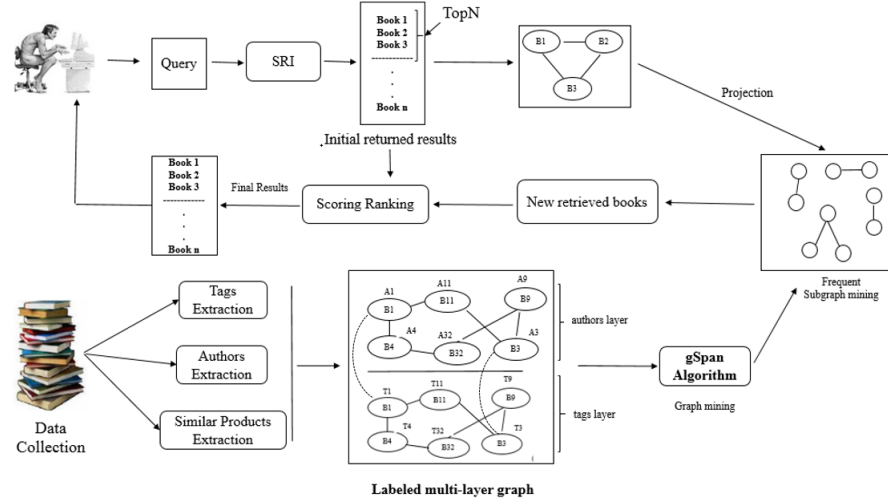 Book 1
Book 2
Book 3
.
.
.
Book n
TopN
Query
SRI
B1
B2
B3
Projection
Initial returned results
Book 1
Book 2
Book 3
.
.
.
Book n
Final Results
Scoring Ranking
New retrieved books
Frequent
Subgraph mining
Tags
Extraction
Authors
Extraction
Similar Products
Extraction
Data
Collection
A1
A11
A9
B1
B11
B9
A4
A32
A3
B4
B32
B3
authors layer
T1
T11
T9
B1
B11
B9
T4
T32
T3
B4
B32
B3
tags layer
gSpan
Algorithm
Graph mining
Labeled multi-layer graph